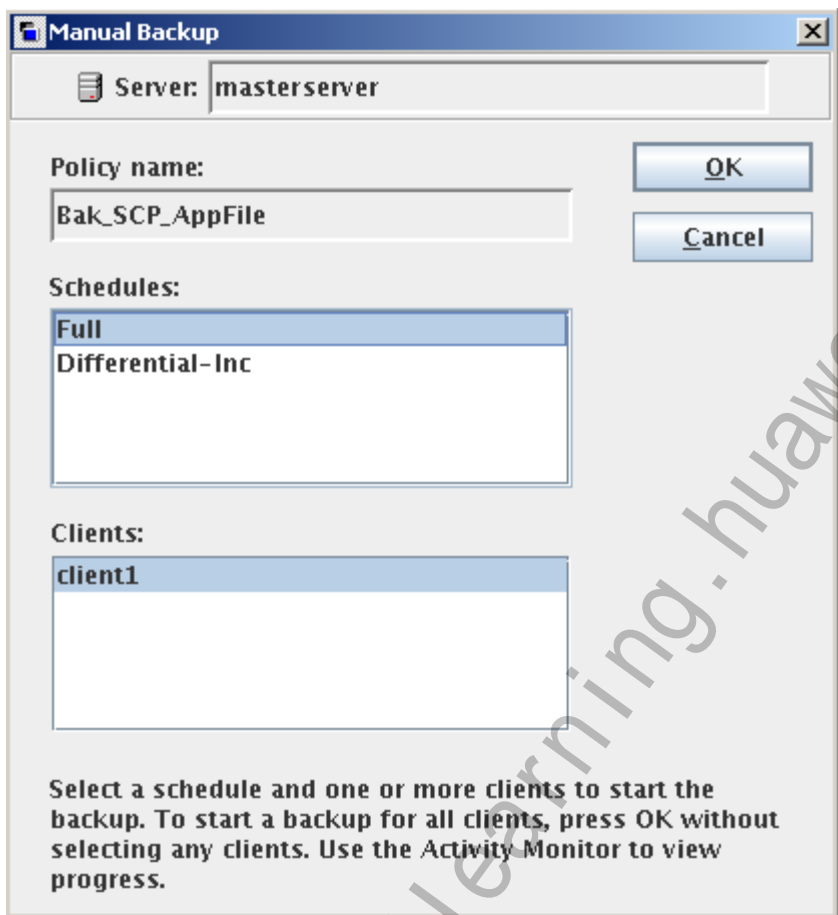 Manual Backup
Server: masterserver
Policy name:
OK
Bak_SCP_AppFile
Cancel
Schedules:
Full
Differential-Inc
Clients:
client1
Select a schedule and one or more clients to start the
backup. To start a backup for all clients, press OK without
selecting any clients. Use the Activity Monitor to view
progress.